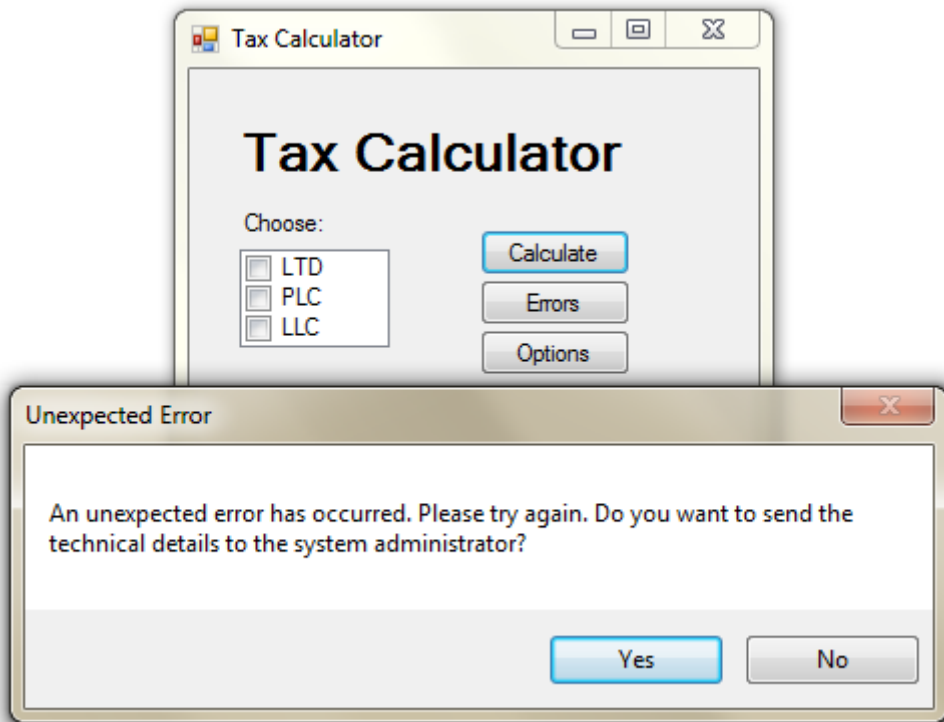 Tax Calculator
Tax Calculator
Choose:
LTD
PLC
LLC
Calculate
Errors
Options
Unexpected Error
An unexpected error has occurred. Please try again. Do you want to send the
technical details to the system administrator?
Yes
No